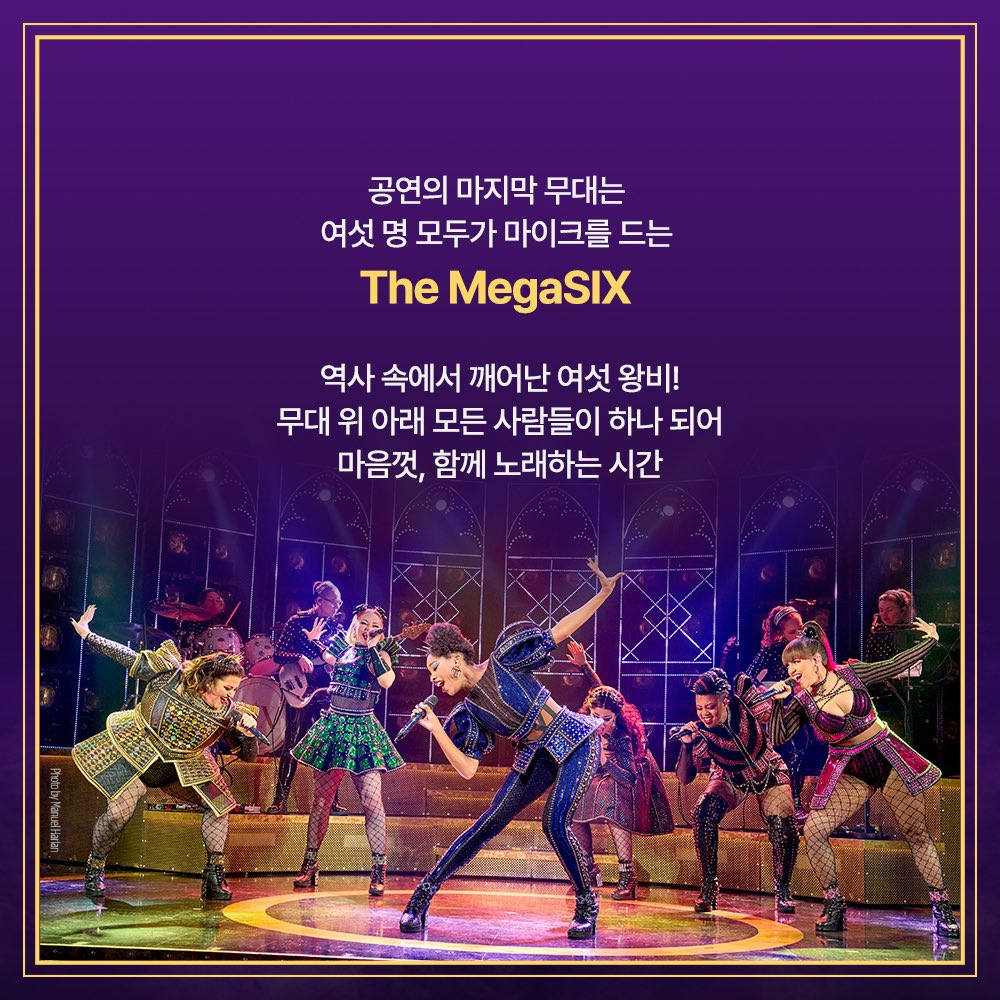 공연의 마지막 무대는
여섯 명 모두가 마이크를 드는
The MegaSIX
역사 속에서 깨어난 여섯 왕비!
무대 위 아래 모든 사람들이 하나 되어
마음껏, 함께 노래하는 시간
Photo by Manuel Harlan